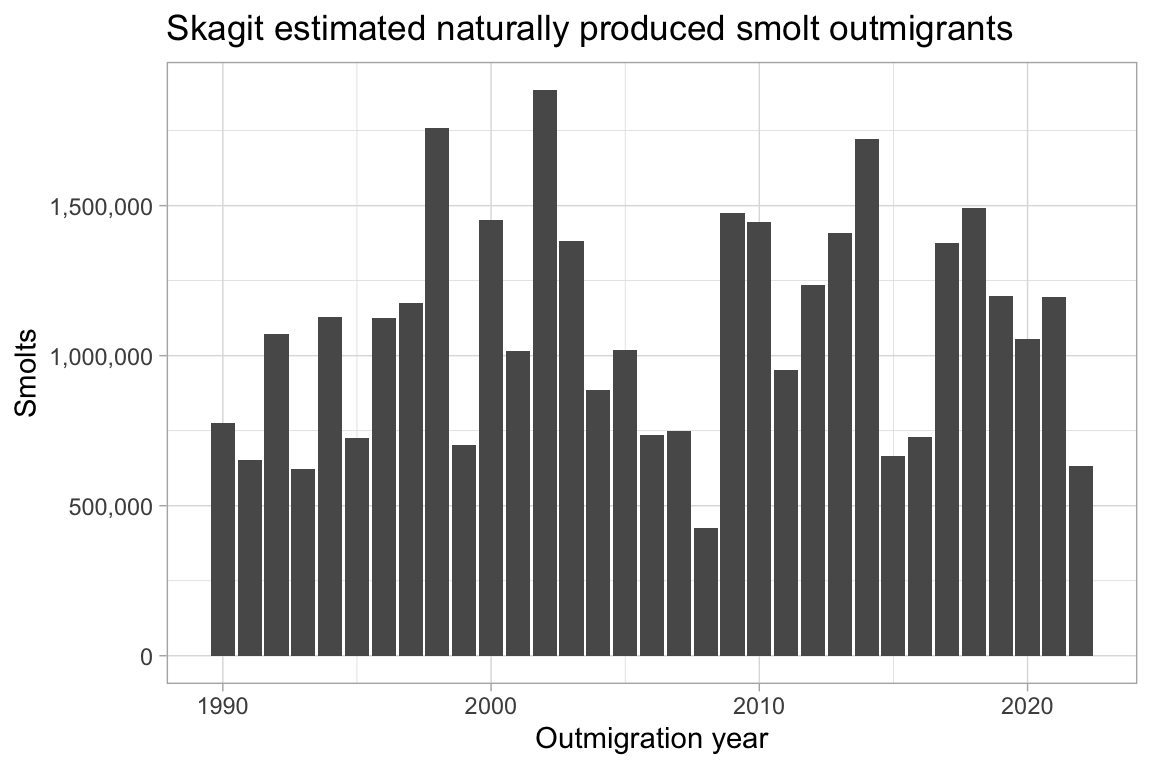 Skagit estimated naturally produced smolt outmigrants
Smolts
1,500,000
1,000,000
500,000
0
1990
2000
2010
2020
Outmigration year